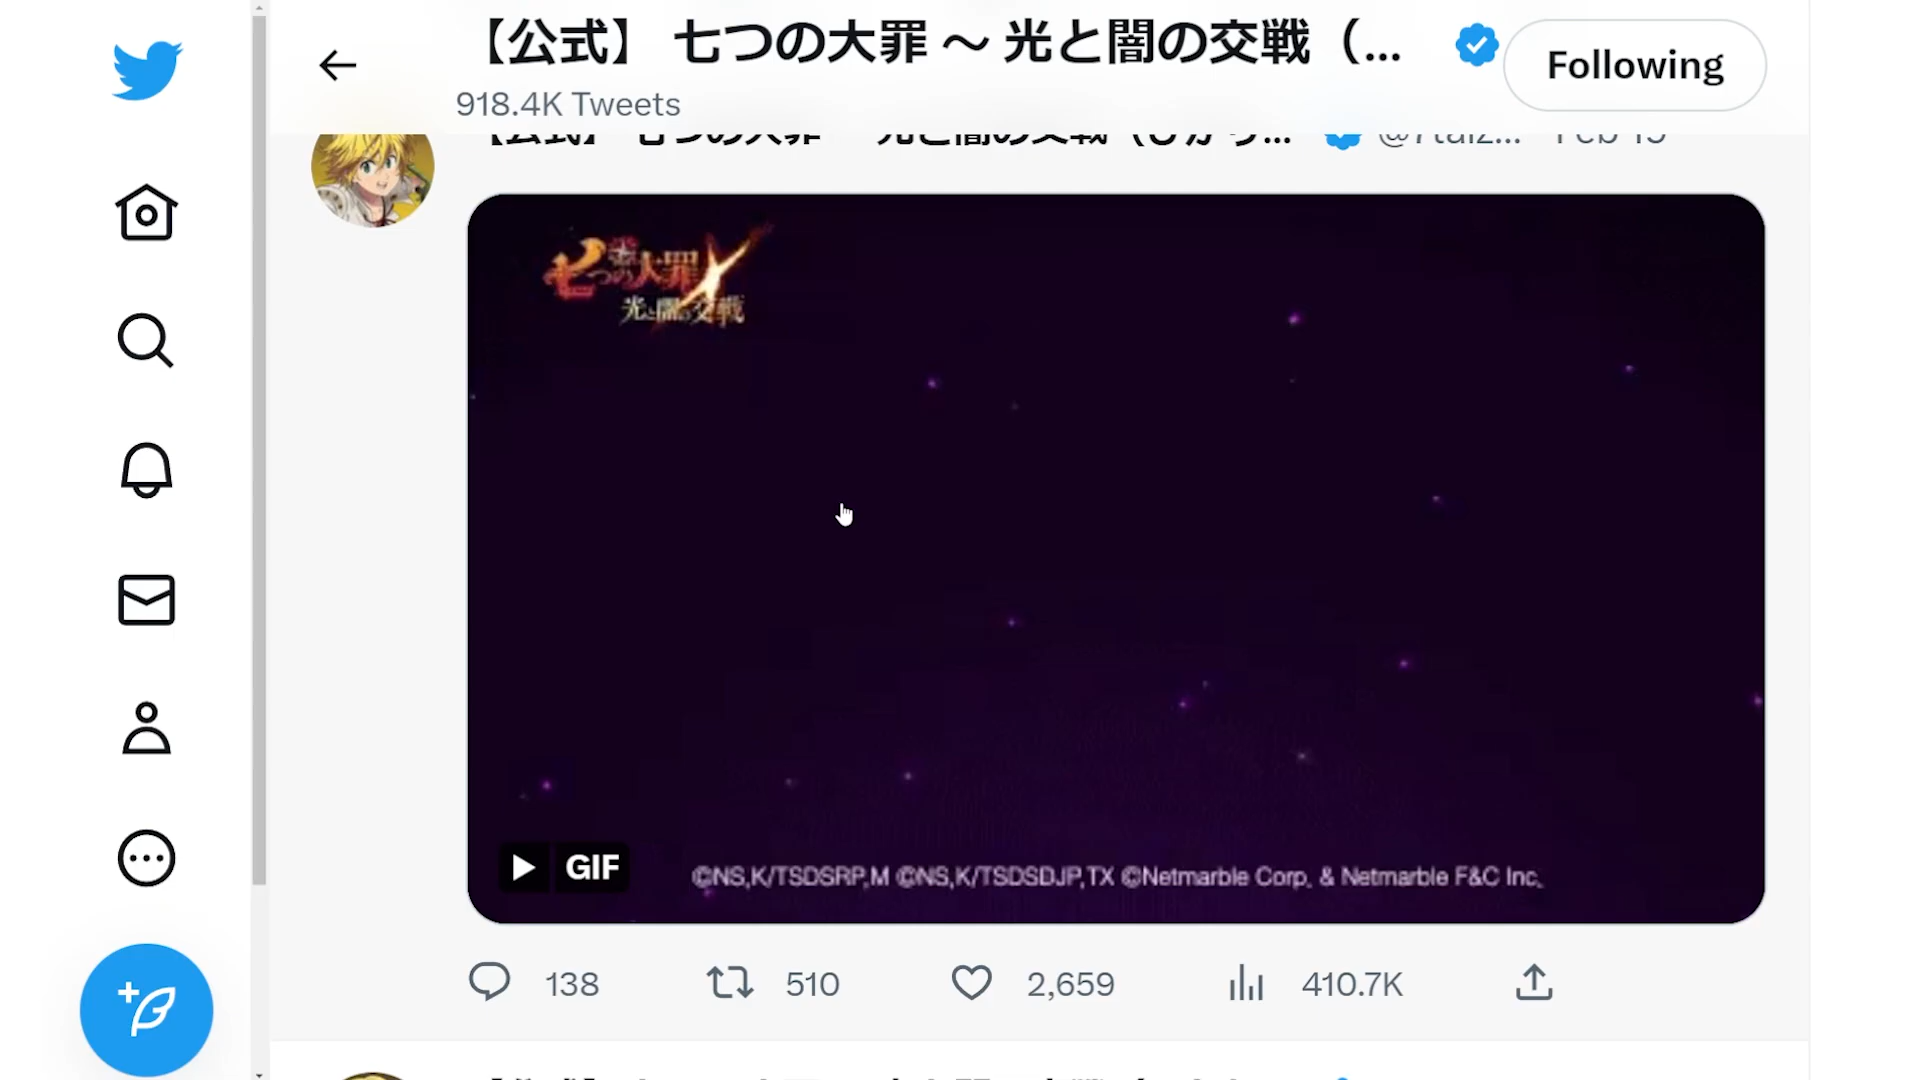 【公式】 七つの大罪 ～ 光と闇の交戦（...
Following
918.4K Tweets
七つの大罪
光と闇の交戦
GIF
©NS,K/TSDSRP,M ©NS,K/TSDSDJP,TX ©Netmarble Corp. & Netmarble F&C Inc.
138
510
2,659
410.7K